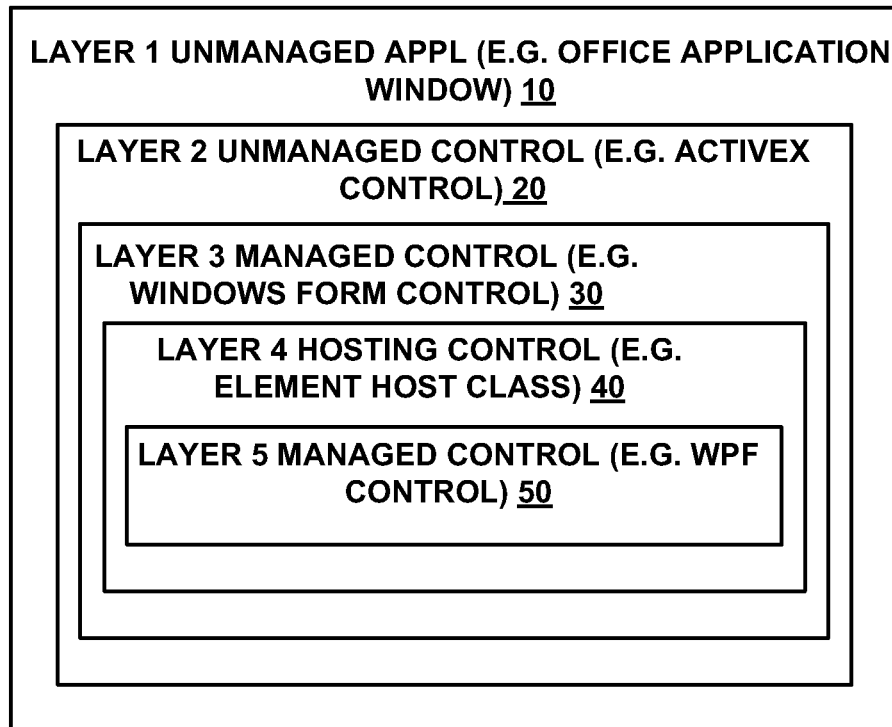 LAYER 1 UNMANAGED APPL (E.G. OFFICE APPLICATION
WINDOW) 10
LAYER 2 UNMANAGED CONTROL (E.G. ACTIVEX
CONTROL) 20
LAYER 3 MANAGED CONTROL (E.G.
WINDOWS FORM CONTROL) 30
LAYER 4 HOSTING CONTROL (E.G.
ELEMENT HOST CLASS) 40
LAYER 5 MANAGED CONTROL (E.G. WPF
CONTROL) 50